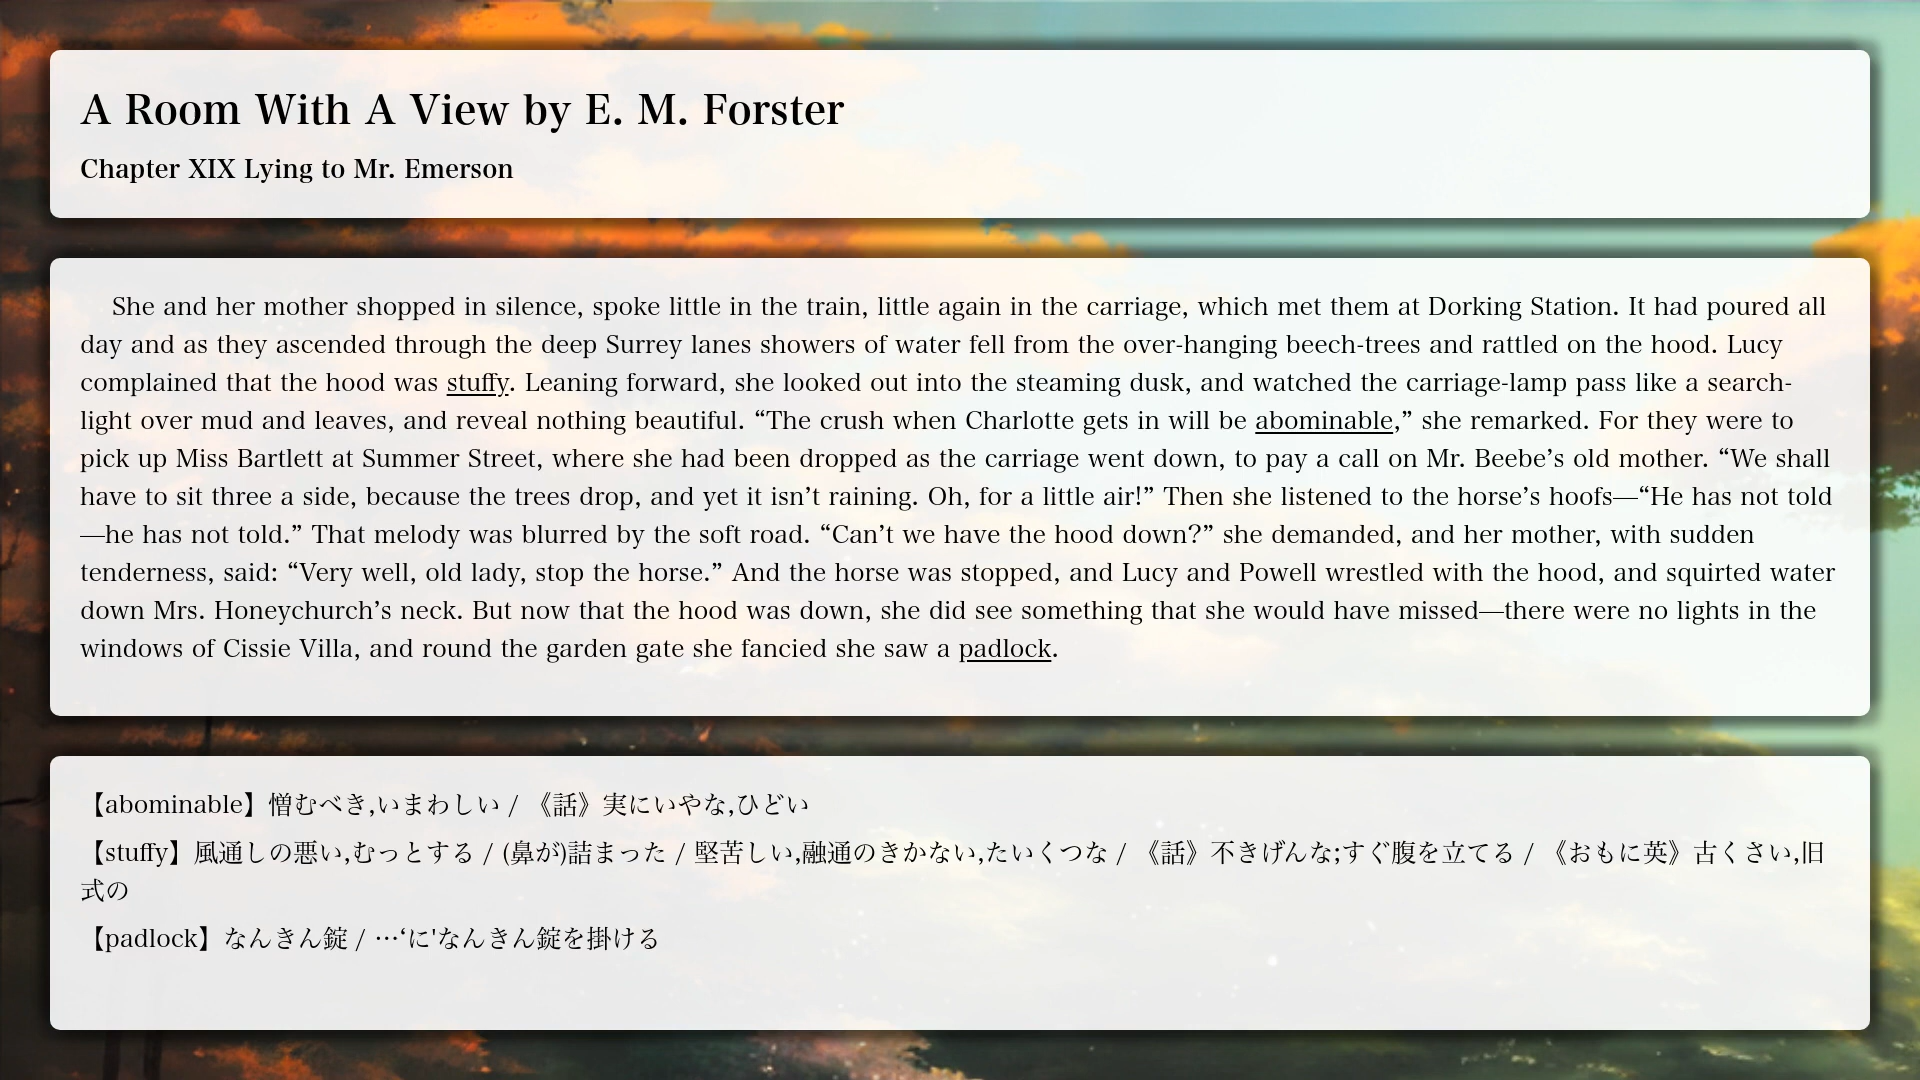 A Room With A View by E. M. Forster
Chapter XIX Lying to Mr. Emerson
She and her mother shopped in silence, spoke little in the train, little again in the carriage, which met them at Dorking Station. It had poured all
day and as they ascended through the deep Surrey lanes showers of water fell from the over-hanging beech-trees and rattled on the hood. Lucy
complained that the hood was stuffy. Leaning forward, she looked out into the steaming dusk, and watched the carriage-lamp pass like a search-
light over mud and leaves, and reveal nothing beautiful. “The crush when Charlotte gets in will be abominable,” she remarked. For they were to
pick up Miss Bartlett at Summer Street, where she had been dropped as the carriage went down, to pay a call on Mr. Beebe’s old mother. “We shall
have to sit three a side, because the trees drop, and yet it isn’t raining. Oh, for a little air!” Then she listened to the horse’s hoofs—“He has not told
—he has not told.” That melody was blurred by the soft road. “Can’t we have the hood down?” she demanded, and her mother, with sudden
tenderness, said: “Very well, old lady, stop the horse.” And the horse was stopped, and Lucy and Powell wrestled with the hood, and squirted water
down Mrs. Honeychurch’s neck. But now that the hood was down, she did see something that she would have missed—there were no lights in the
windows of Cissie Villa, and round the garden gate she fancied she saw a padlock.
【abominable】憎むべき,いまわしい / 《話》実にいやな,ひどい
【stuffy】風通しの悪い,むっとする / (鼻が)詰まった / 堅苦しい,融通のきかない,たいくつな / 《話》不きげんな;すぐ腹を立てる / 《おもに英》古くさい,旧
式の
【padlock】なんきん錠 / …‘に'なんきん錠を掛ける